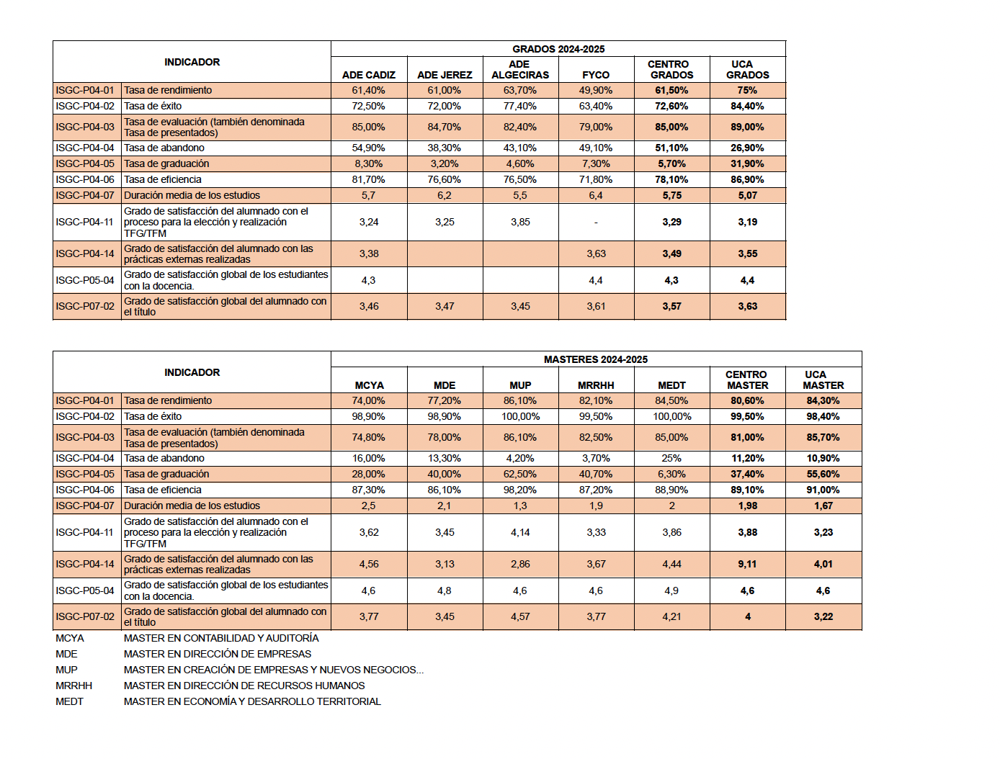 INDICADOR GRADOS 2024-2025
ADE CADIZ ADE JEREZ ADE ALGECIRAS FYCO CENTRO GRADOS UCA GRADOS
ISGC-P04-01 Tasa de rendimiento 61,40% 61,00% 63,70% 49,90% 61,50% 75%
ISGC-P04-02 Tasa de éxito 72,50% 72,00% 77,40% 63,40% 72,60% 84,40%
ISGC-P04-03 Tasa de evaluación (también denominada
Tasa de presentados) 85,00% 84,70% 82,40% 79,00% 85,00% 89,00%
ISGC-P04-04 Tasa de abandono 54,90% 38,30% 43,10% 49,10% 51,10% 26,90%
ISGC-P04-05 Tasa de graduación 8,30% 3,20% 4,60% 7,30% 5,70% 31,90%
ISGC-P04-06 Tasa de eficiencia 81,70% 76,60% 76,50% 71,80% 78,10% 86,90%
ISGC-P04-07 Duración media de los estudios 5,7 6,2 5,5 6,4 5,75 5,07
ISGC-P04-11 Grado de satisfacción del alumnado con el
proceso para la elección y realización
TFG/TFM 3,24 3,25 3,85 - 3,29 3,19
ISGC-P04-14 Grado de satisfacción del alumnado con las
prácticas externas realizadas 3,38 3,63 3,49 3,55
ISGC-P05-04 Grado de satisfacción global de los estudiantes
con la docencia. 4,3 4,4 4,3 4,4
ISGC-P07-02 Grado de satisfacción global del alumnado con
el título 3,46 3,47 3,45 3,61 3,57 3,63
INDICADOR MASTERES 2024-2025
MCYA MDE MUP MRRHH MEDT CENTRO MASTER UCA MASTER
ISGC-P04-01 Tasa de rendimiento 74,00% 77,20% 86,10% 82,10% 84,50% 80,60% 84,30%
ISGC-P04-02 Tasa de éxito 98,90% 98,90% 100,00% 99,50% 100,00% 99,50% 98,40%
ISGC-P04-03 Tasa de evaluación (también denominada
Tasa de presentados) 74,80% 78,00% 86,10% 82,50% 85,00% 81,00% 85,70%
ISGC-P04-04 Tasa de abandono 16,00% 13,30% 4,20% 3,70% 25% 11,20% 10,90%
ISGC-P04-05 Tasa de graduación 28,00% 40,00% 62,50% 40,70% 6,30% 37,40% 55,60%
ISGC-P04-06 Tasa de eficiencia 87,30% 86,10% 98,20% 87,20% 88,90% 89,10% 91,00%
ISGC-P04-07 Duración media de los estudios 2,5 2,1 1,3 1,9 2 1,98 1,67
ISGC-P04-11 Grado de satisfacción del alumnado con el
proceso para la elección y realización
TFG/TFM 3,62 3,45 4,14 3,33 3,86 3,88 3,23
ISGC-P04-14 Grado de satisfacción del alumnado con las
prácticas externas realizadas 4,56 3,13 2,86 3,67 4,44 9,11 4,01
ISGC-P05-04 Grado de satisfacción global de los estudiantes
con la docencia. 4,6 4,8 4,6 4,6 4,9 4,6 4,6
ISGC-P07-02 Grado de satisfacción global del alumnado con
el título 3,77 3,45 4,57 3,77 4,21 4 3,22
MCYA MASTER EN CONTABILIDAD Y AUDITORÍA
MDE MASTER EN DIRECCIÓN DE EMPRESAS
MUP MASTER EN CREACIÓN DE EMPRESAS Y NUEVOS NEGOCIOS...
MRRHH MASTER EN DIRECCIÓN DE RECURSOS HUMANOS
MEDT MASTER EN ECONOMÍA Y DESARROLLO TERRITORIAL